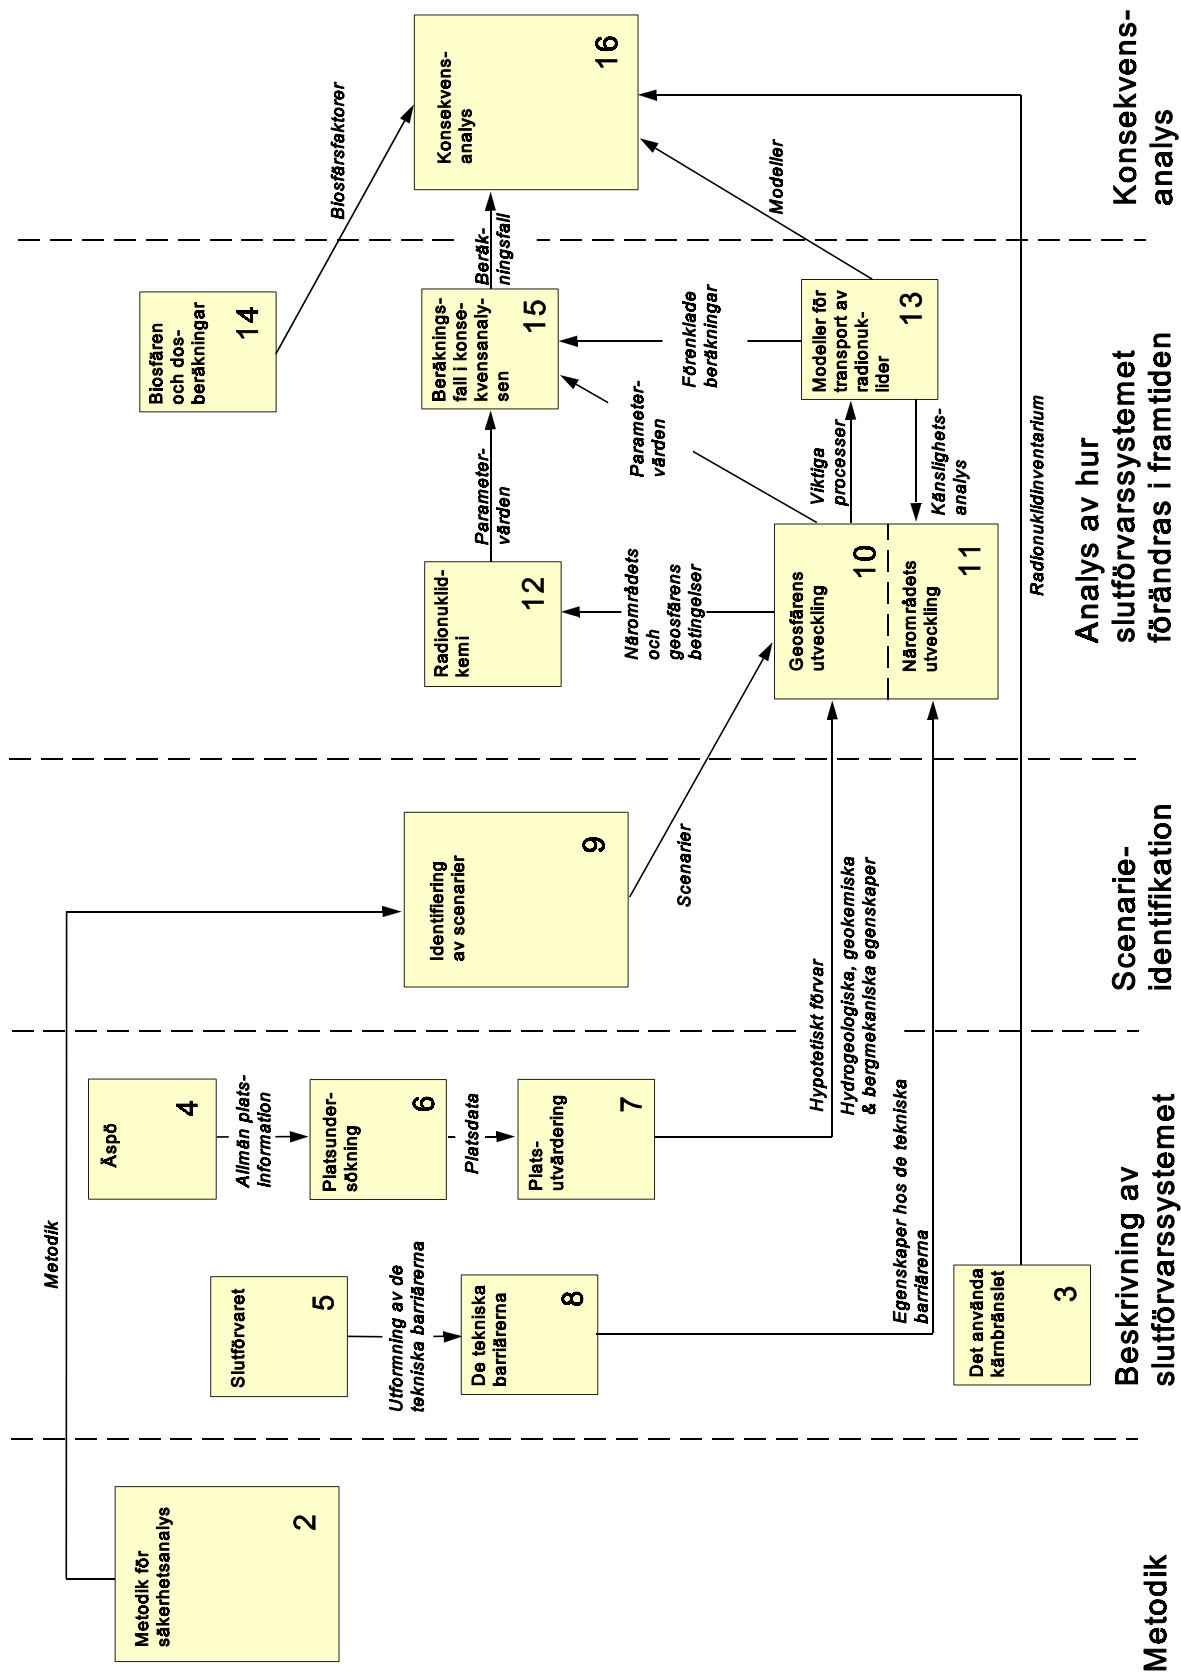 Metodik för
säkerhetsanalys
2
Metodik
Metodik
Äspö
4
Allmän plats-
information
Platsunder-
sökning
6
Platsdata
Plats-
utvärdering
7
Slutförvaret
5
Utformning av de
tekniska barriärerna
De tekniska
barriärerna
8
Hypotetiskt förvar
Hydrogeologiska, geokemiska
& bergmekaniska egenskaper
Egenskaper hos de tekniska
barriärerna
Det använda
kärnbränslet
3
Beskrivning av
slutförvarssystemet
Identifiering
av scenarier
9
Scenarier
Scenarie-
identifikation
Biosfären
och dos-
beräkningar
14
Radionuklid-
kemi
12
Parameter-
värden
Beräknings-
fall i konse-
kvensanaly-
sen
15
Närområdets
och
geosfärens
betingelser
Parameter-
värden
Förenklade
beräkningar
Geosfärens
utveckling
10
Närområdets
utveckling
11
Viktiga
processer
Känslighets-
analys
Modeller för
transport av
radionuk-
lider
13
Radionuklidinventarium
Analys av hur
slutförvarssystemet
förändras i framtiden
Biosfärsfaktorer
Beräk-
ningsfall
Modeller
Konsekvens-
analys
16
Konsekvens-
analys